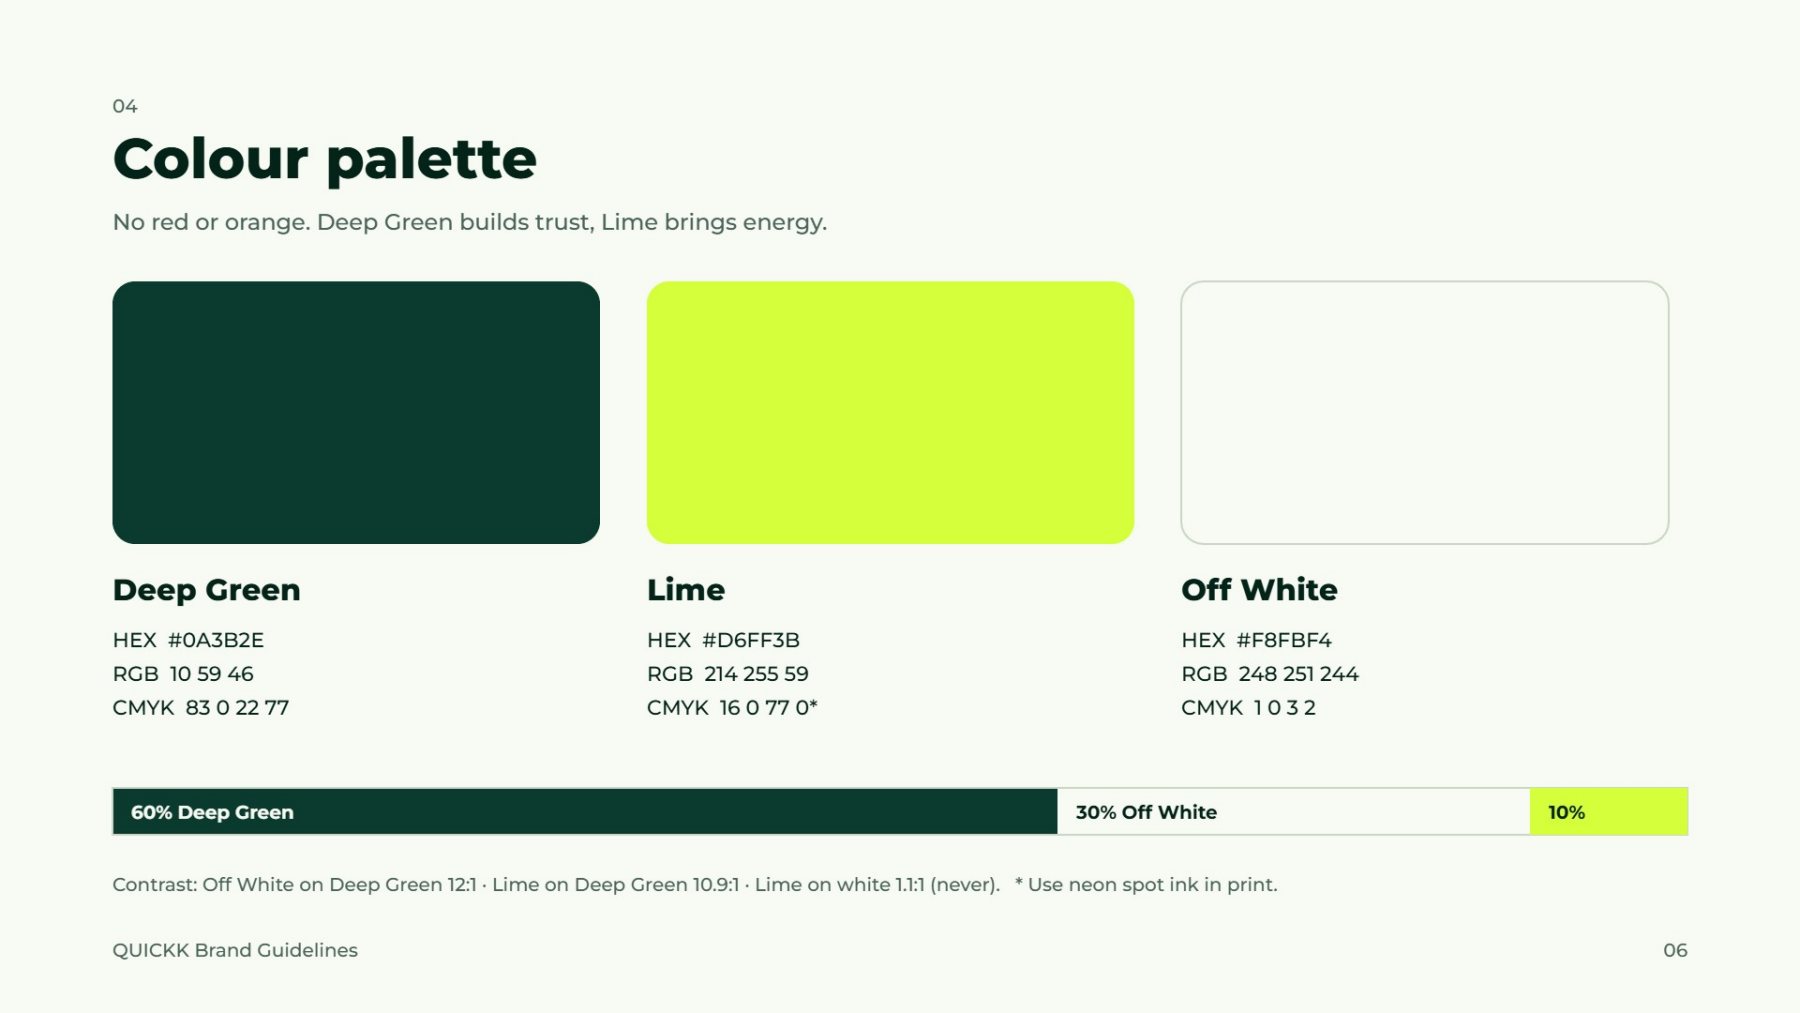 04
Colour palette
No red or orange. Deep Green builds trust, Lime brings energy.
Deep Green
HEX #0A3B2E
RGB 10 59 46
CMYK 83 0 22 77
Lime
HEX #D6FF3B
RGB 214 255 59
CMYK 16 0 77 0*
Off White
HEX #F8FBF4
RGB 248 251 244
CMYK 1 0 3 2
60% Deep Green
30% Off White
10%
Contrast: Off White on Deep Green 12:1 · Lime on Deep Green 10.9:1 · Lime on white 1.1:1 (never). * Use neon spot ink in print.
QUICKK Brand Guidelines
06